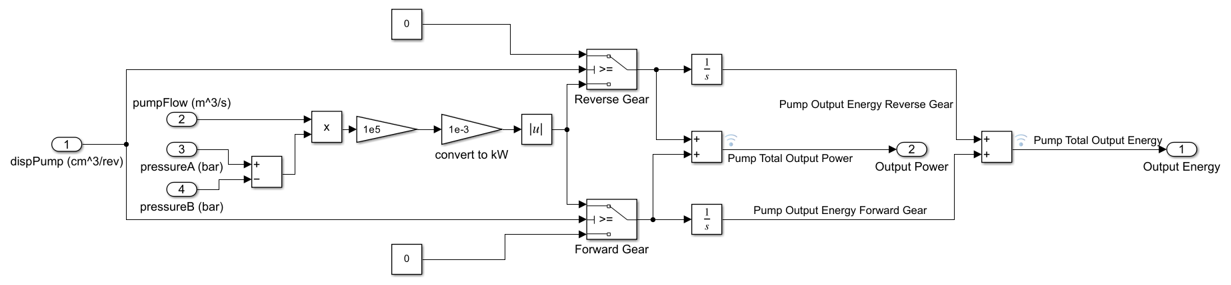 0
>=
Reverse Gear
1
s
Pump Output Energy Reverse Gear
pumpFlow (m^3/s)
2
1
dispPump (cm^3/rev)
3
pressureA (bar)
4
pressureB (bar)
+
−
x
1e5
1e-3
convert to kW
|u|
+
+
Pump Total Output Power
2
Output Power
+
+
Pump Total Output Energy
1
Output Energy
>=
Forward Gear
1
s
Pump Output Energy Forward Gear
0